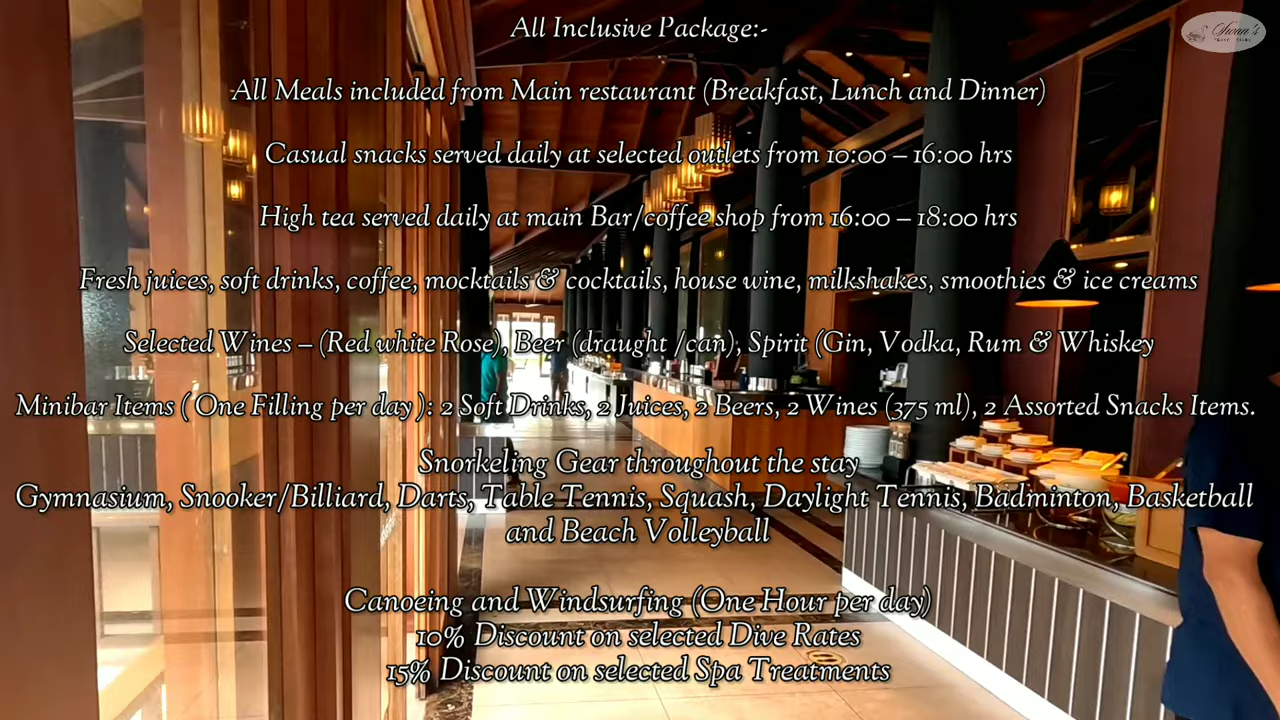 All Inclusive Package:-
Swan's
All Meals included from Main restaurant (Breakfast, Lunch and Dinner)
Casual snacks served daily at selected outlets from 10:00 – 16:00 hrs
High tea served daily at main Bar/coffee shop from 16:00 – 18:00 hrs
Fresh juices, soft drinks, coffee, mocktails & cocktails, house wine, milkshakes, smoothies & ice creams
Selected Wines – (Red white Rose), Beer (draught /can), Spirit (Gin, Vodka, Rum & Whiskey
Minibar Items ( One Filling per day ): 2 Soft Drinks, 2 Juices, 2 Beers, 2 Wines (375 ml), 2 Assorted Snacks Items.
Snorkeling Gear throughout the stay
Gymnasium, Snooker/Billiard, Darts, Table Tennis, Squash, Daylight Tennis, Badminton, Basketball
and Beach Volleyball
Canoeing and Windsurfing (One Hour per day)
10% Discount on selected Dive Rates
15% Discount on selected Spa Treatments